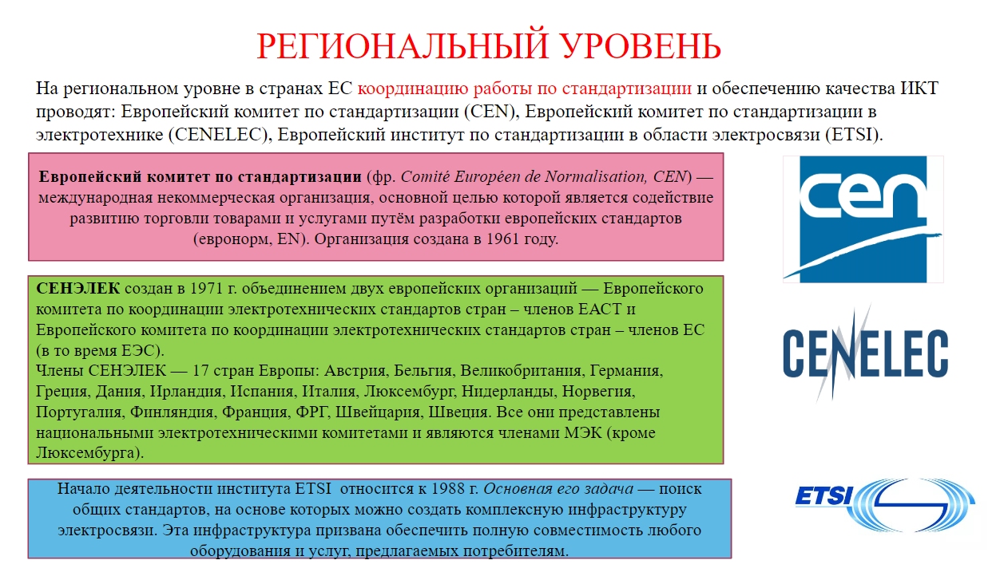 РЕГИОНАЛЬНЫЙ УРОВЕНЬ
На региональном уровне в странах ЕС координацию работы по стандартизации и обеспечению качества ИКТ
проводят: Европейский комитет по стандартизации (CEN), Европейский комитет по стандартизации в
электротехнике (CENELEC), Европейский институт по стандартизации в области электросвязи (ETSI).
Европейский комитет по стандартизации (фр. Comité Européen de Normalisation, CEN) —
международная некоммерческая организация, основной целью которой является содействие
развитию торговли товарами и услугами путём разработки европейских стандартов
(евронорм, EN). Организация создана в 1961 году.
cen
СЕНЭЛЕК создан в 1971 г. объединением двух европейских организаций — Европейского
комитета по координации электротехнических стандартов стран – членов ЕАСТ и
Европейского комитета по координации электротехнических стандартов стран – членов ЕС
(в то время ЕЭС).
Члены СЕНЭЛЕК — 17 стран Европы: Австрия, Бельгия, Великобритания, Германия,
Греция, Дания, Ирландия, Испания, Италия, Люксембург, Нидерланды, Норвегия,
Португалия, Финляндия, Франция, ФРГ, Швейцария, Швеция. Все они представлены
национальными электротехническими комитетами и являются членами МЭК (кроме
Люксембурга).
CENELEC
Начало деятельности института ETSI  относится к 1988 г. Основная его задача — поиск
общих стандартов, на основе которых можно создать комплексную инфраструктуру
электросвязи. Эта инфраструктура призвана обеспечить полную совместимость любого
оборудования и услуг, предлагаемых потребителям.
ETSI